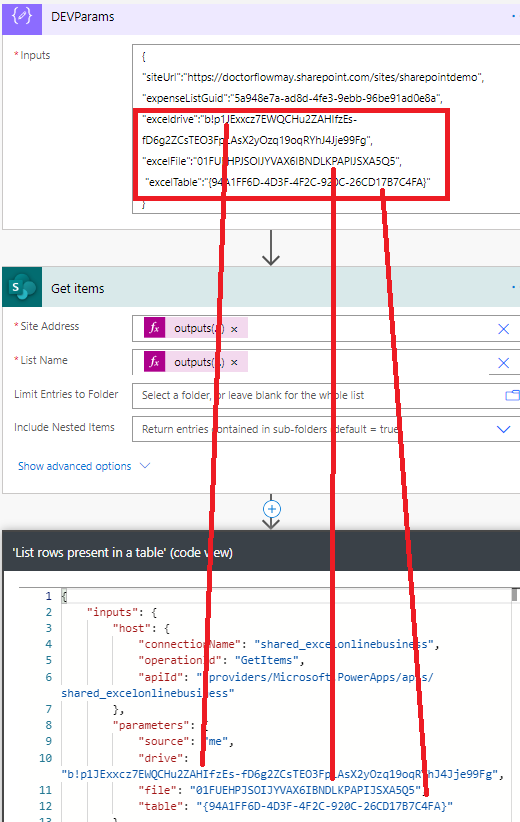 DEVParams
* Inputs
{
"siteUrl":"https://doctorflowmay.sharepoint.com/sites/sharepointdemo",
"expenseListGuid":"5a948e7a-ad8d-4fe3-9ebb-96be91ad0e8a",
"exceldrive":"b!p1JExxcz7EWQCHu2ZAHIfzEs-
fD6g2ZCsTEO3FpLAsX2yOzq19oqRYhJ4Jje99Fg",
"excelFile":"01FUEHPJSOIJYVAX6IBNDLKPAPIJSXA5Q5",
"excelTable":"{94A1FF6D-4D3F-4F2C-920C-26CD17B7C4FA}"
}
Get items
* Site Address
fx outputs(...) ×
* List Name
fx outputs(...) ×
Limit Entries to Folder
Select a folder, or leave blank for the whole list
Include Nested Items
Return entries contained in sub-folders (default = true)
Show advanced options
'List rows present in a table' (code view)
1 {
2 "inputs": {
3 "host": {
4 "connectionName": "shared_excelonlinebusiness",
5 "operationId": "GetItems",
6 "apiId": "/providers/Microsoft.PowerApps/apis/
shared_excelonlinebusiness"
7 },
8 "parameters": {
9 "source": "me",
10 "drive":
"b!p1JExxcz7EWQCHu2ZAHIfzEs-fD6g2ZCsTEO3FpLAsX2yOzq19oqRYhJ4Jje99Fg",
11 "file": "01FUEHPJSOIJYVAX6IBNDLKPAPIJSXA5Q5",
12 "table": "{94A1FF6D-4D3F-4F2C-920C-26CD17B7C4FA}"